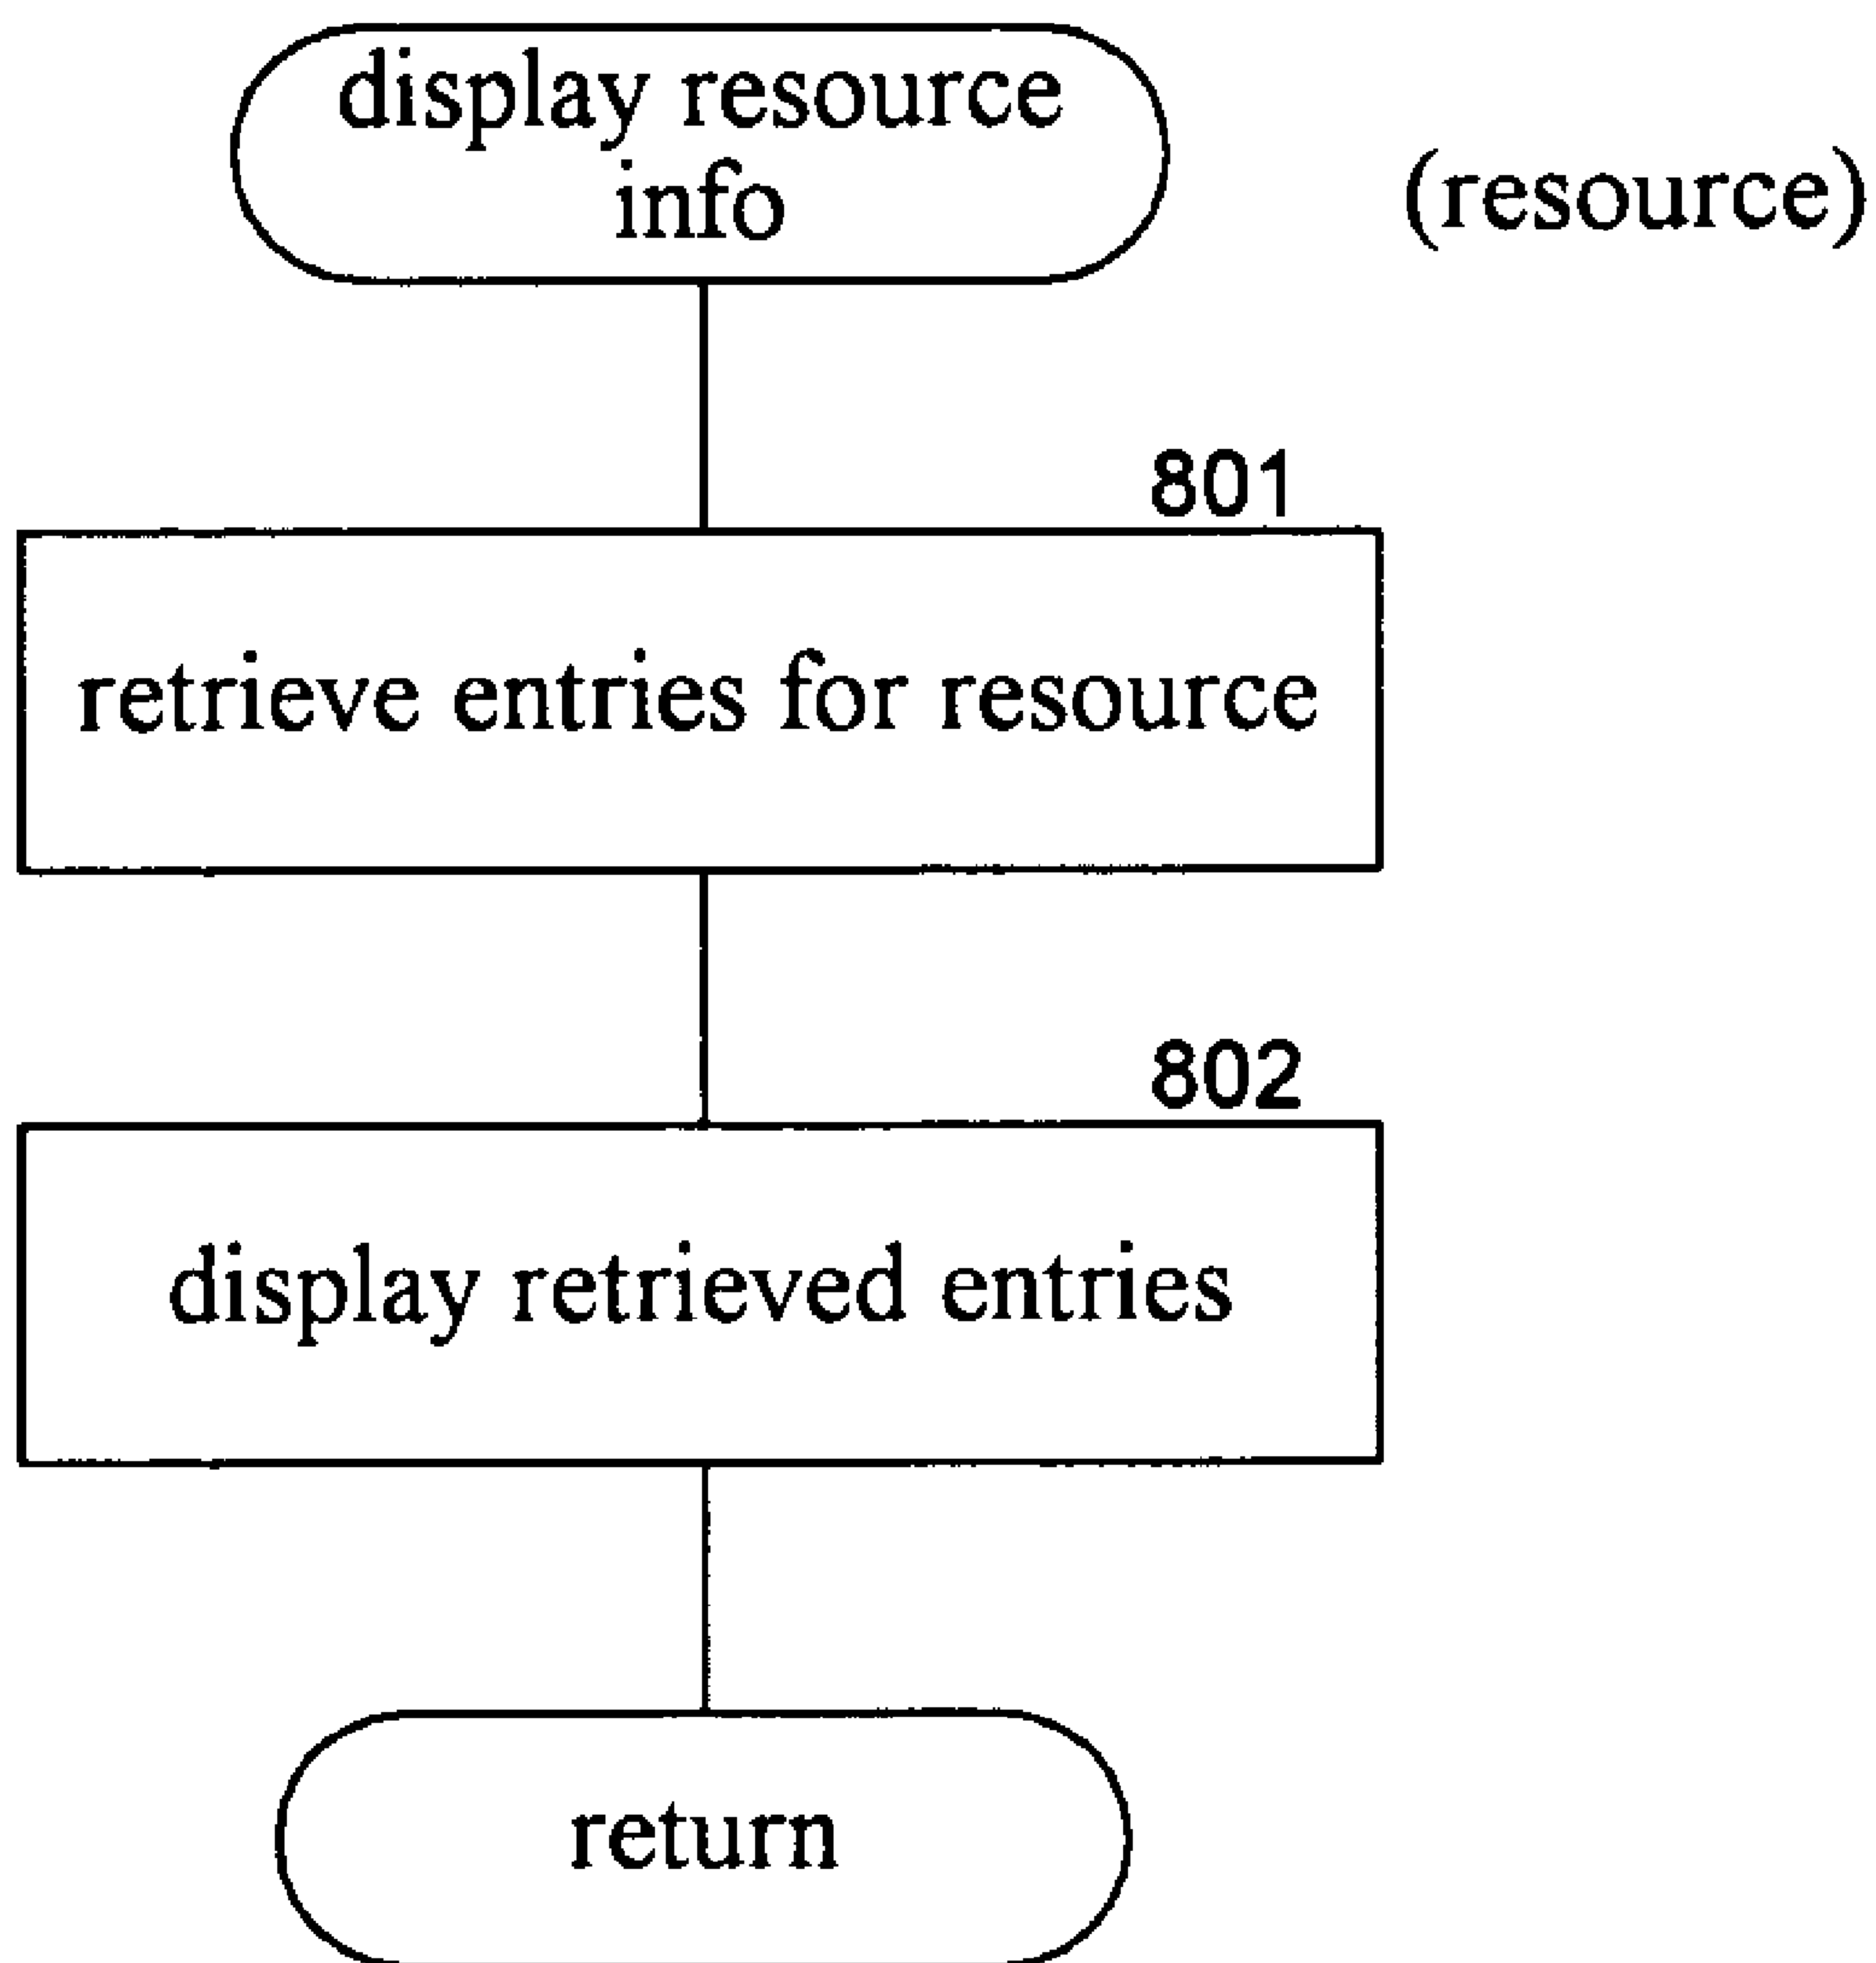 display resource
info
(resource)
801
retrieve entries for resource
802
display retrieved entries
return